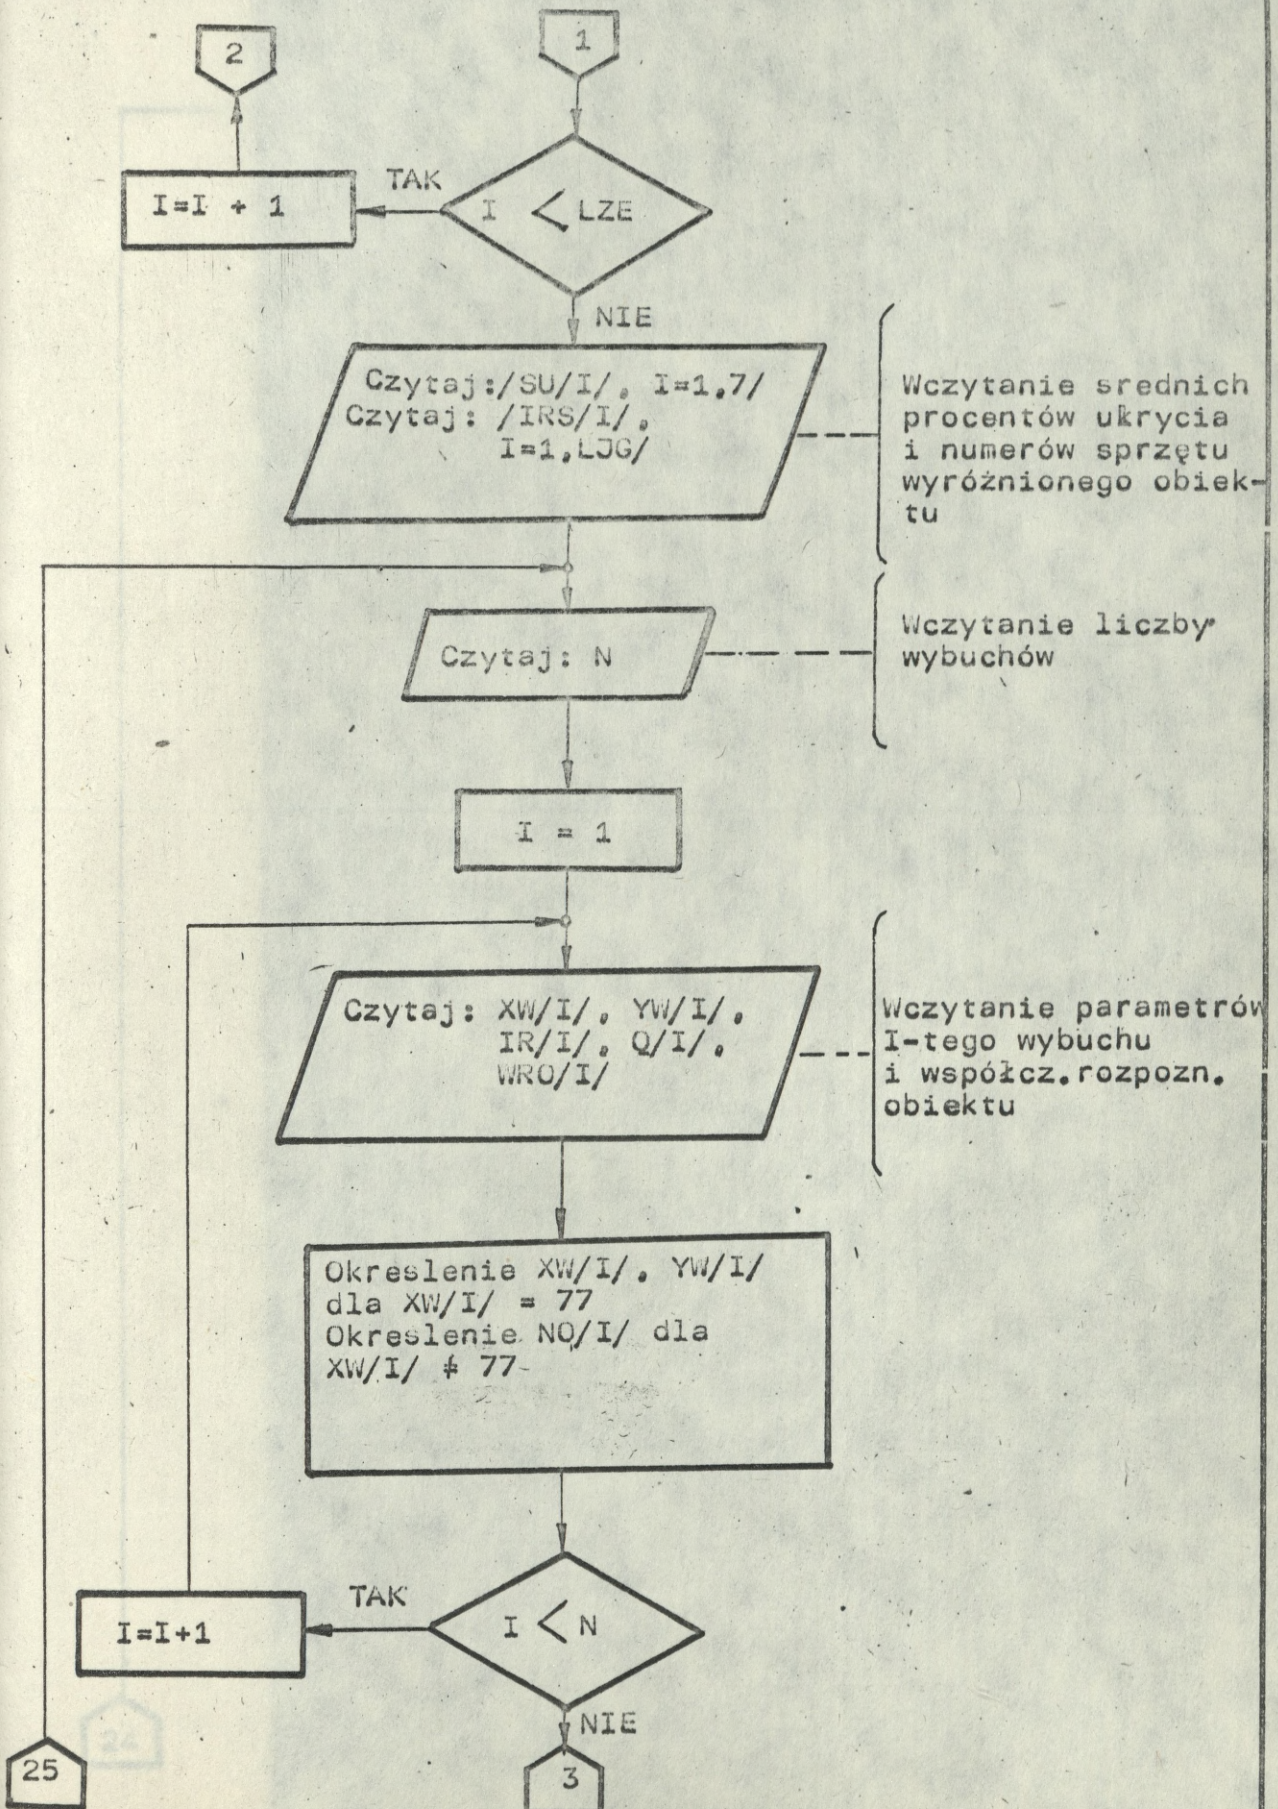 2
1
TAK
I=I + 1
I < LZE
NIE
Czytaj:/SU/I/, I=1,7/
Czytaj: /IRS/I/,
I=1,LJG/
Wczytanie srednich
procentów ukrycia
i numerów sprzętu
wyróżnionego obiek-
tu
Czytaj: N
Wczytanie liczby
wybuchów
I = 1
Czytaj: XW/I/, YW/I/,
IR/I/, Q/I/,
WRO/I/
Wczytanie parametrów
I-tego wybuchu
i współcz.rozpozn.
obiektu
Okreslenie XW/I/, YW/I/
dla XW/I/ = 77
Okreslenie NO/I/ dla
XW/I/ ≠ 77
TAK
I=I+1
I < N
NIE
24
25
3